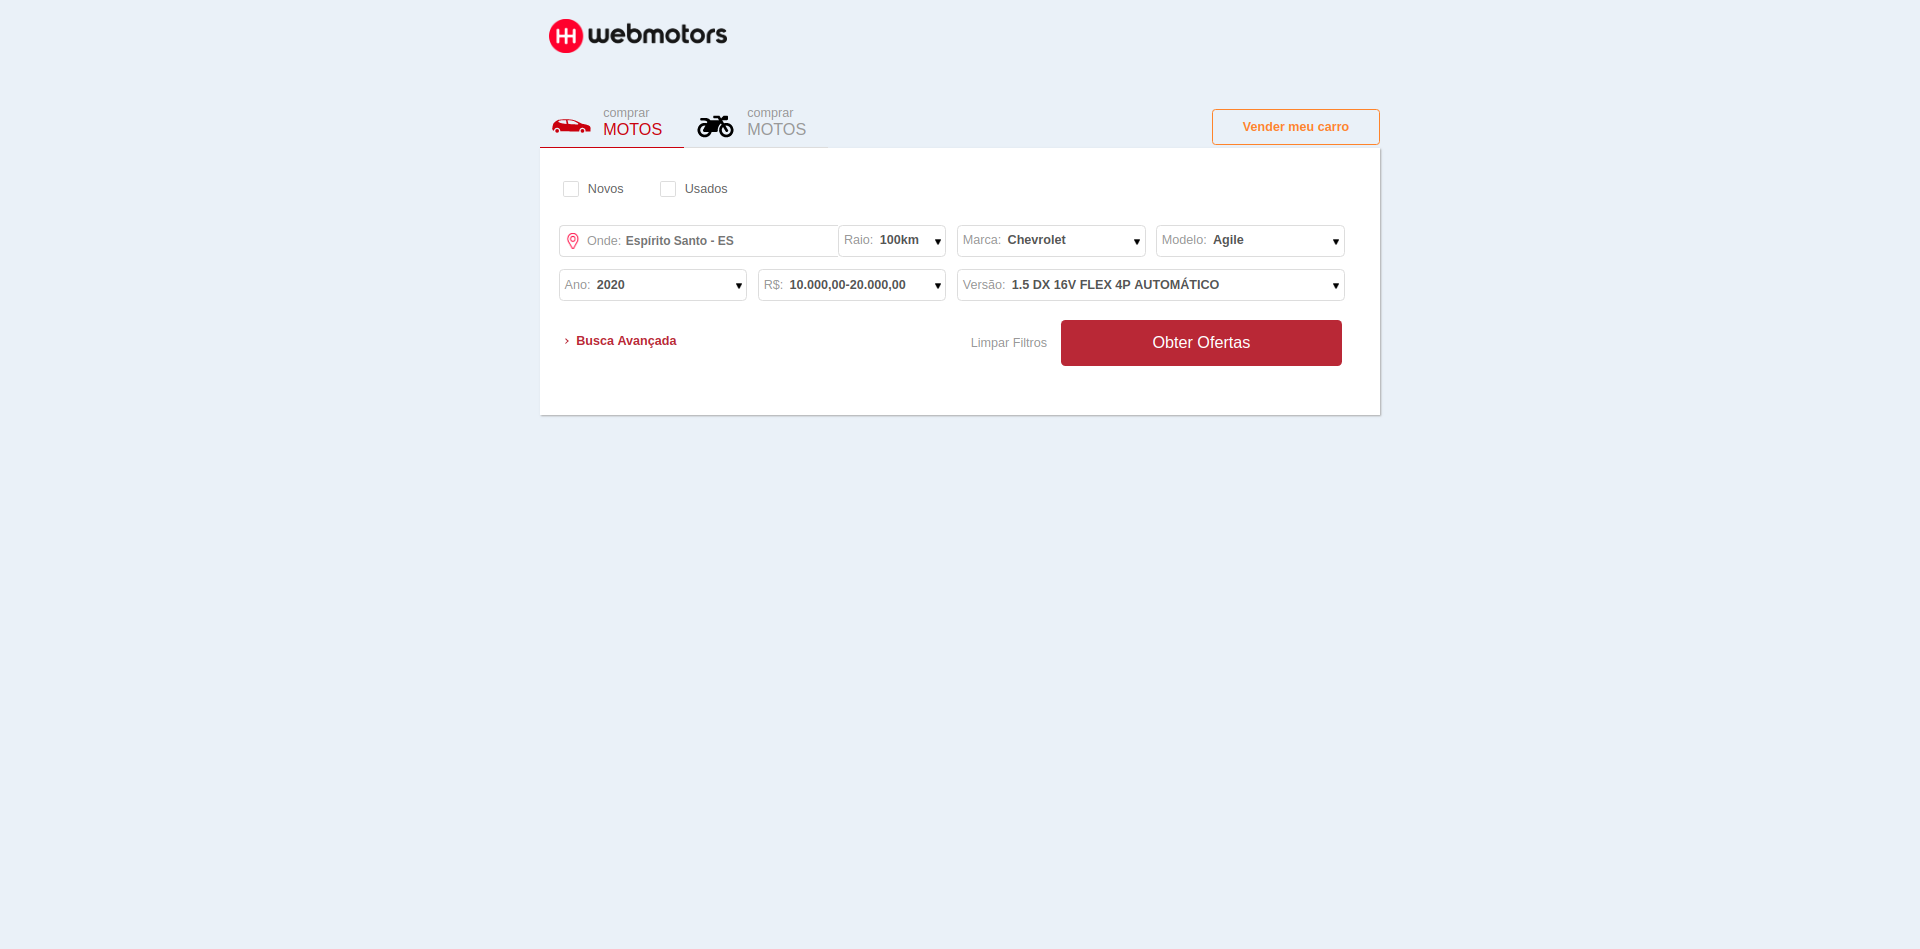 webmotors
comprar
MOTOS
comprar
MOTOS
Vender meu carro
Novos
Usados
Onde: Espírito Santo - ES
Raio: 100km
Marca: Chevrolet
Modelo: Agile
Ano: 2020
R$: 10.000,00-20.000,00
Versão: 1.5 DX 16V FLEX 4P AUTOMÁTICO
› Busca Avançada
Limpar Filtros
Obter Ofertas